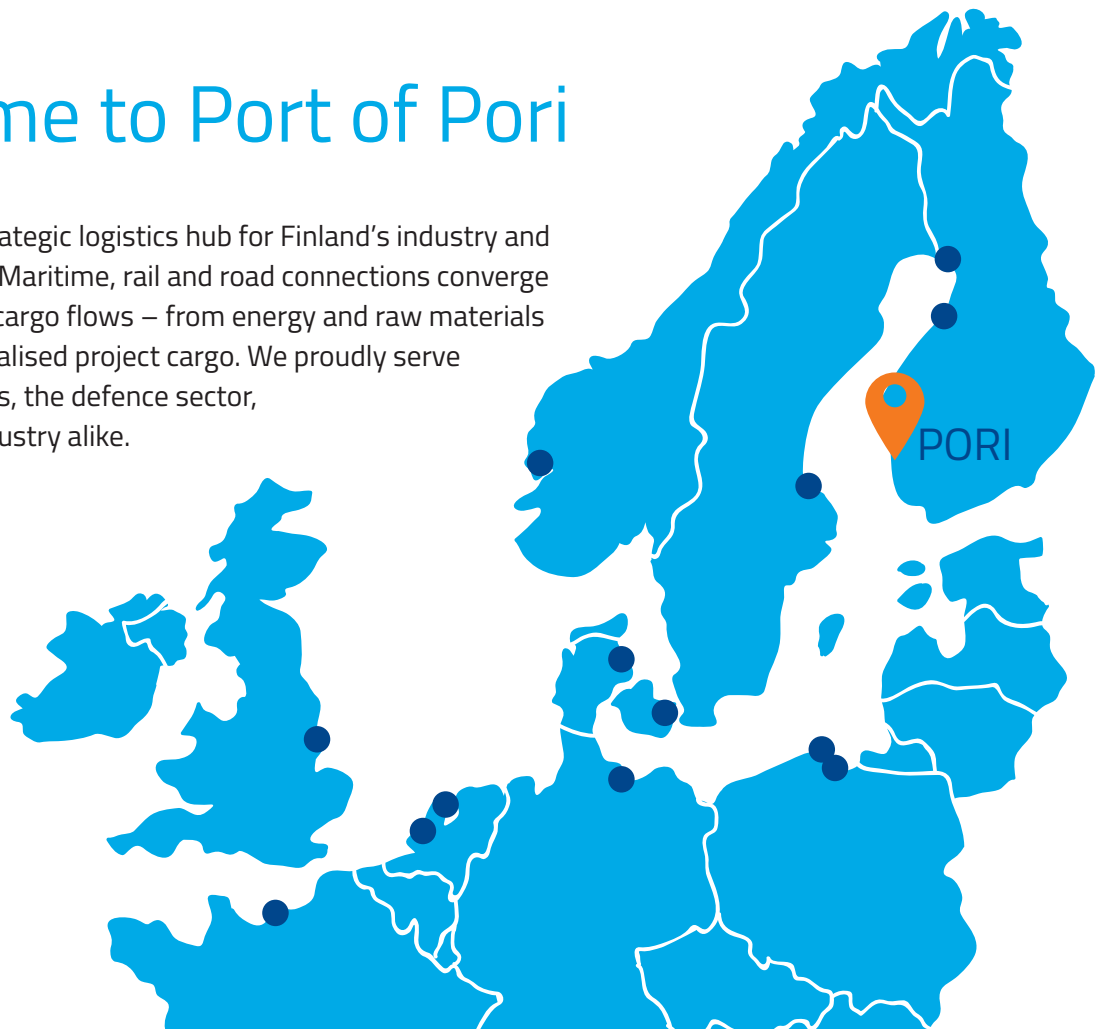 me to Port of Pori
ategic logistics hub for Finland's industry and
Maritime, rail and road connections converge
cargo flows – from energy and raw materials
alised project cargo. We proudly serve
s, the defence sector,
ustry alike.
PORI